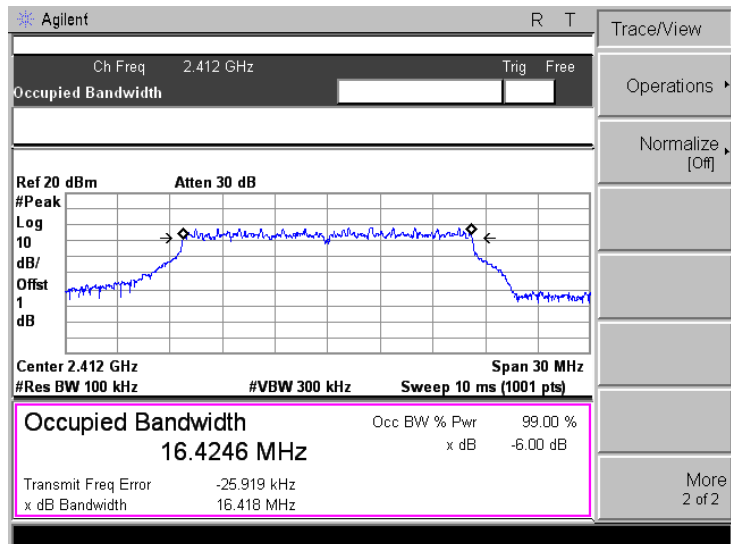 Agilent R T
Trace/View
Ch Freq 2.412 GHz Trig Free
Occupied Bandwidth
Operations
Normalize
[Off]
Ref 20 dBm Atten 30 dB
#Peak
Log
10
dB/
Offst
1
dB
Center 2.412 GHz Span 30 MHz
#Res BW 100 kHz #VBW 300 kHz Sweep 10 ms (1001 pts)
Occupied Bandwidth Occ BW % Pwr 99.00 %
16.4246 MHz x dB -6.00 dB
Transmit Freq Error -25.919 kHz
x dB Bandwidth 16.418 MHz
More
2 of 2